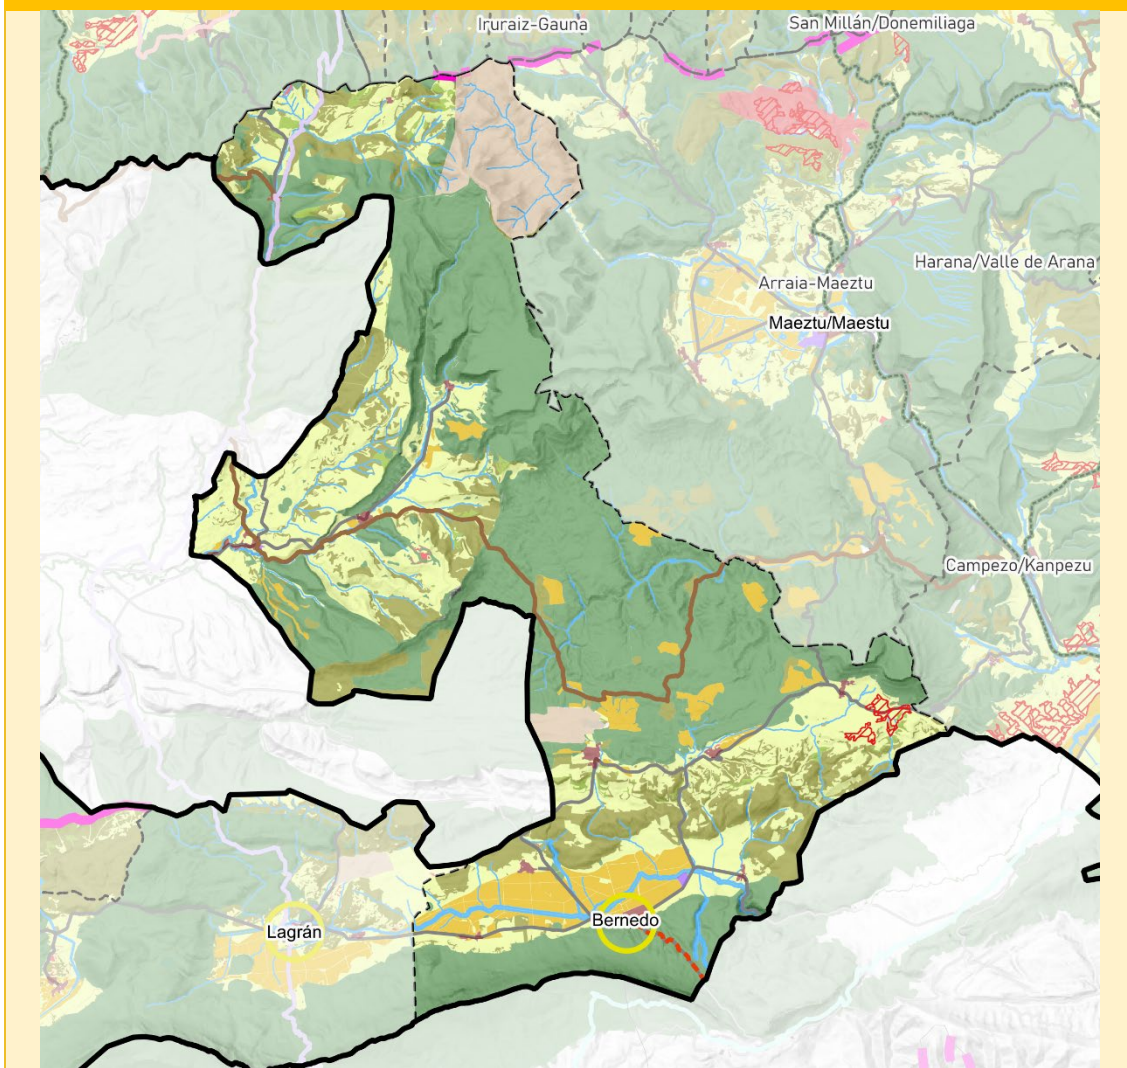 Iruraiz-Gauna
San Millán/Donemiliaga
Harana/Valle de Arana
Arraia-Maeztu
Maeztu/Maestu
Campezo/Kanpezu
Bernedo
Lagrán